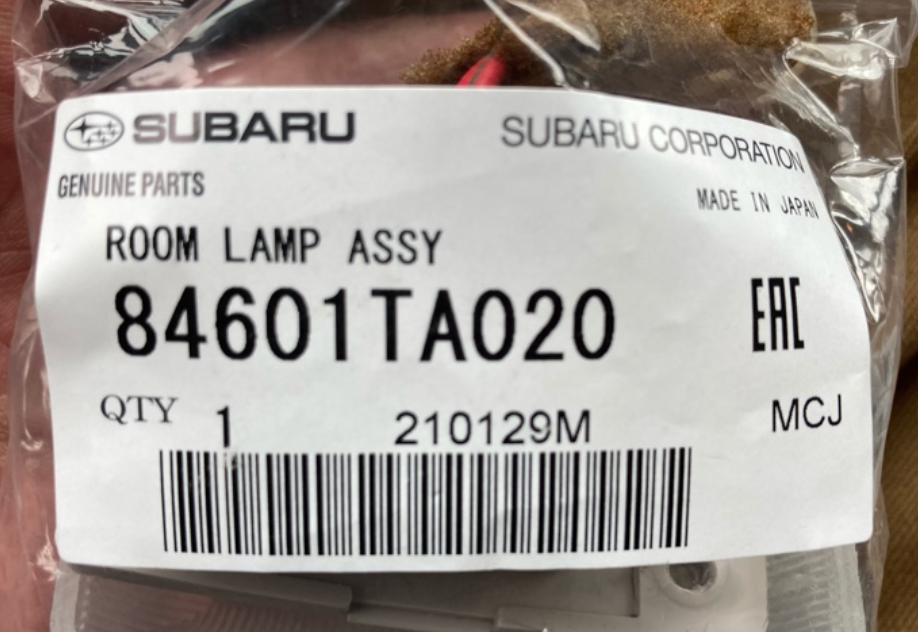 SUBARU SUBARU CORPORATION
GENUINE PARTS MADE IN JAPAN
ROOM LAMP ASSY
84601TA020 EAC
QTY 1 210129M MCJ